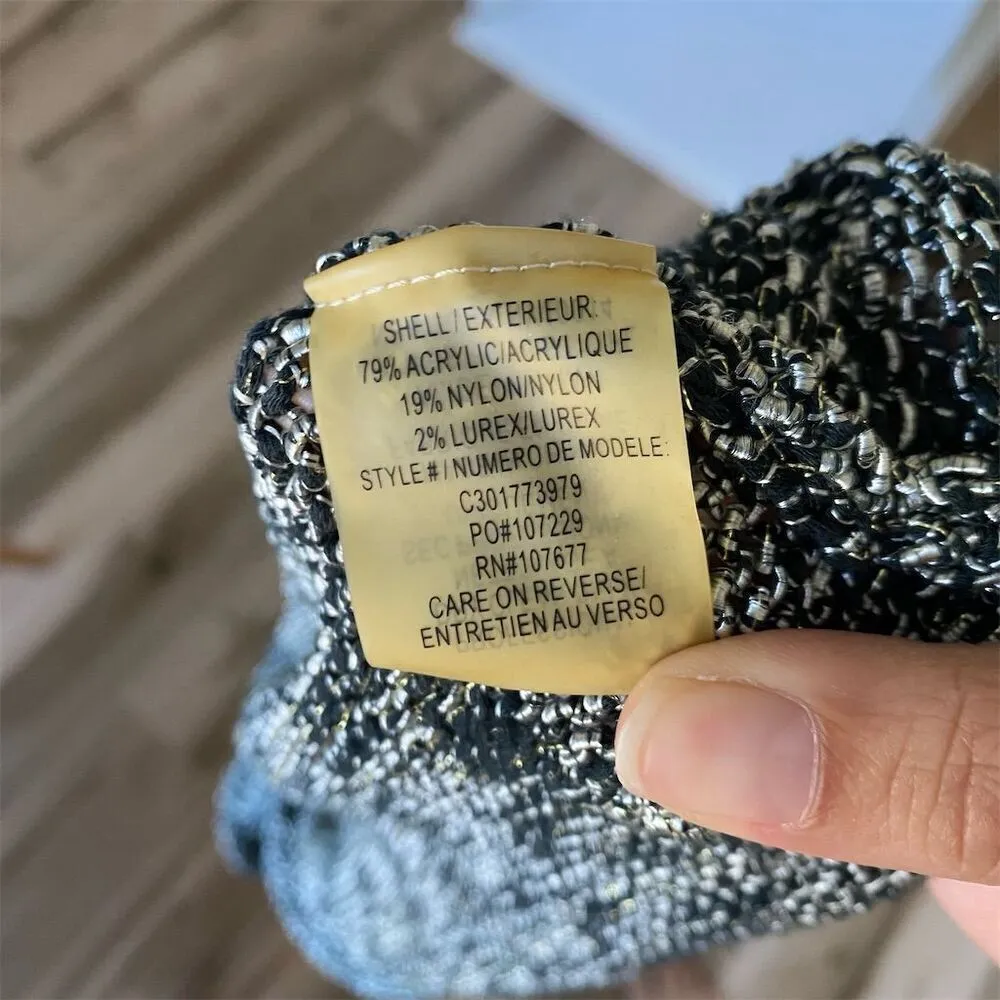 SHELL/EXTERIEUR:
79% ACRYLIC/ACRYLIQUE
19% NYLON/NYLON
2% LUREX/LUREX
STYLE #/NUMERO DE MODELE:
C301773979
PO#107229
RN#107677
CARE ON REVERSE/
ENTRETIEN AU VERSO